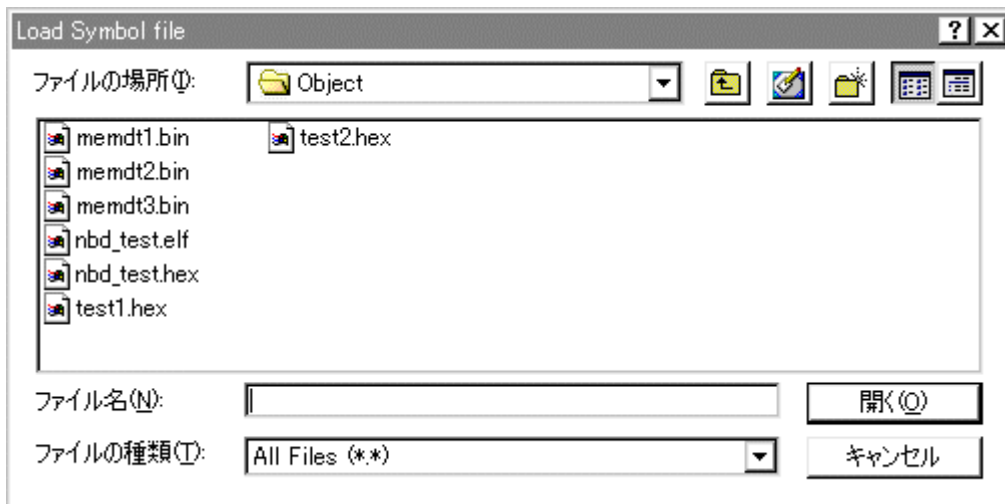 Load Symbol file
ファイルの場所(I): Object
memdt1.bin test2.hex
memdt2.bin
memdt3.bin
nbd_test.elf
nbd_test.hex
test1.hex
ファイル名(N): 開く(O)
ファイルの種類(T): All Files (*.*) キャンセル